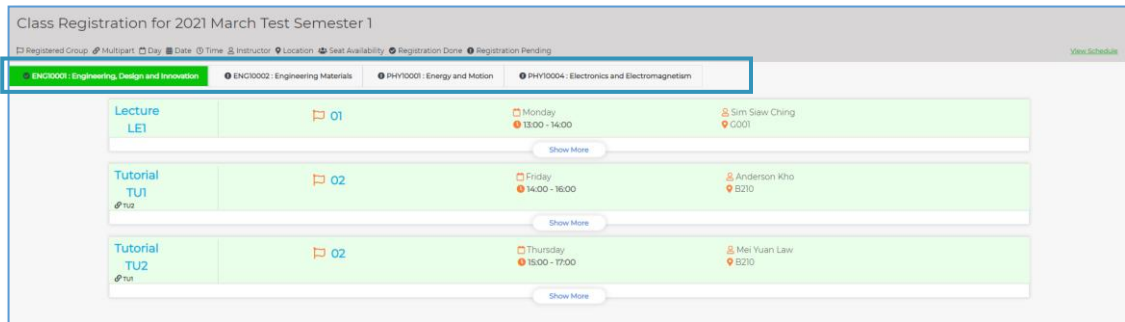 Class Registration for 2021 March Test Semester 1
Registered Group Multipart Day Date Time Instructor Location Seat Availability Registration Done Registration Pending View Schedule
ENG10001 : Engineering, Design and Innovation ENG10002 : Engineering Materials PHY10001 : Energy and Motion PHY10004 : Electronics and Electromagnetism
Lecture
LE1
01
Monday
13:00 - 14:00
Sim Siaw Ching
G001
Show More
Tutorial
TU1
TU2
02
Friday
14:00 - 16:00
Anderson Kho
B210
Show More
Tutorial
TU2
TU1
02
Thursday
15:00 - 17:00
Mei Yuan Law
B210
Show More